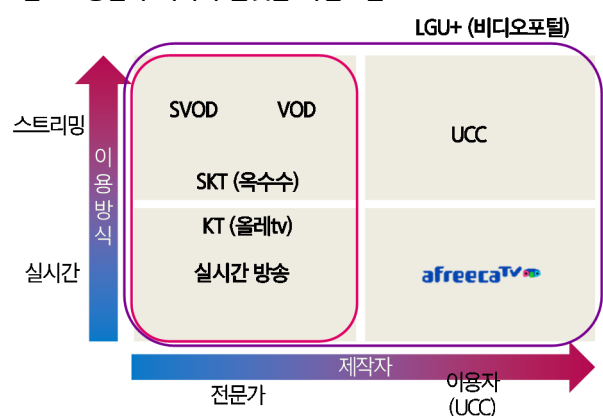 LGU+ (비디오포털)
스트리밍
SVOD VOD
UCC
이용방식
SKT (옥수수)
KT (올레tv)
실시간
실시간 방송
afreecaTV
제작자
전문가
이용자
(UCC)